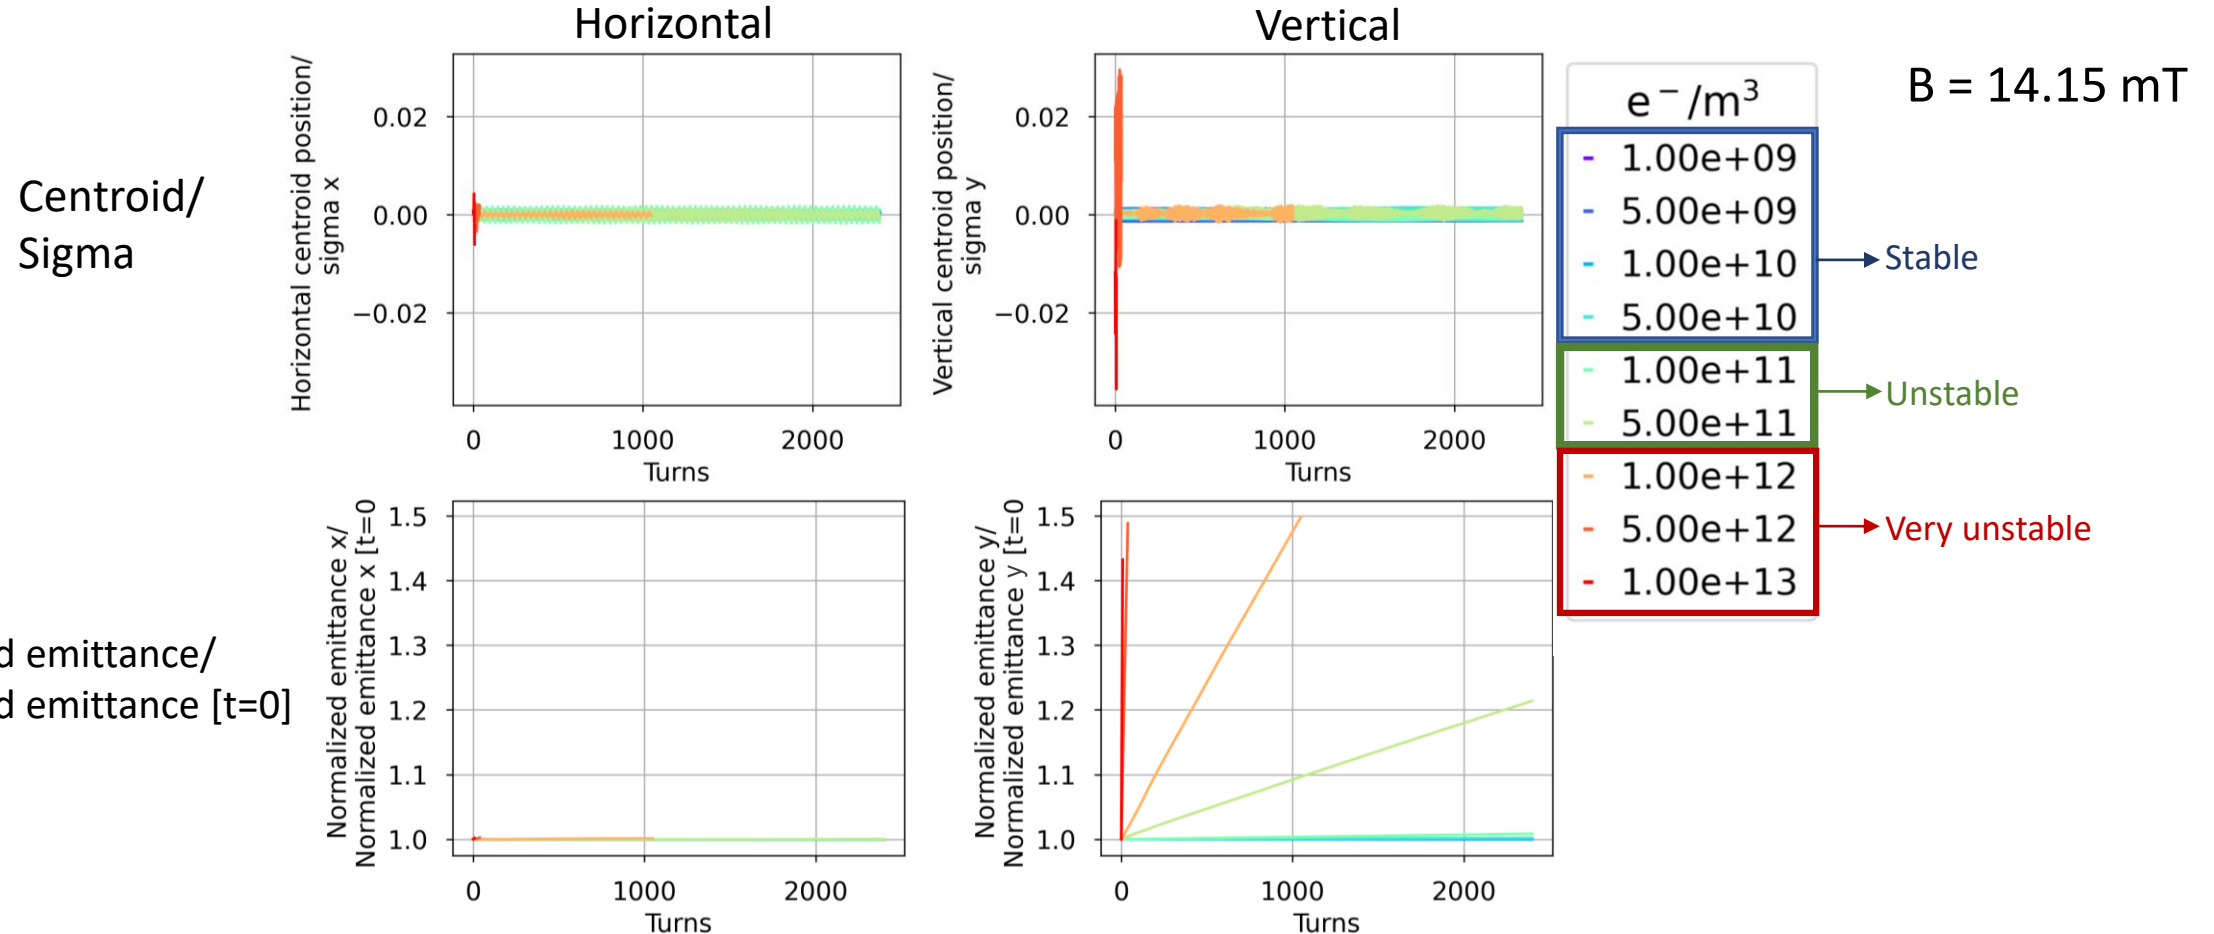 Horizontal
Vertical
B = 14.15 mT
Centroid/
Sigma
Horizontal centroid position/
sigma x
0.02
0.00
−0.02
0
1000
2000
Turns
Vertical centroid position/
sigma y
0.02
0.00
−0.02
0
1000
2000
Turns
e⁻/m³
1.00e+09
5.00e+09
1.00e+10
5.00e+10
1.00e+11
5.00e+11
1.00e+12
5.00e+12
1.00e+13
Stable
Unstable
Very unstable
d emittance/
d emittance [t=0]
Normalized emittance x/
Normalized emittance x [t=0
1.5
1.4
1.3
1.2
1.1
1.0
0
1000
2000
Turns
Normalized emittance y/
Normalized emittance y [t=0
1.5
1.4
1.3
1.2
1.1
1.0
0
1000
2000
Turns